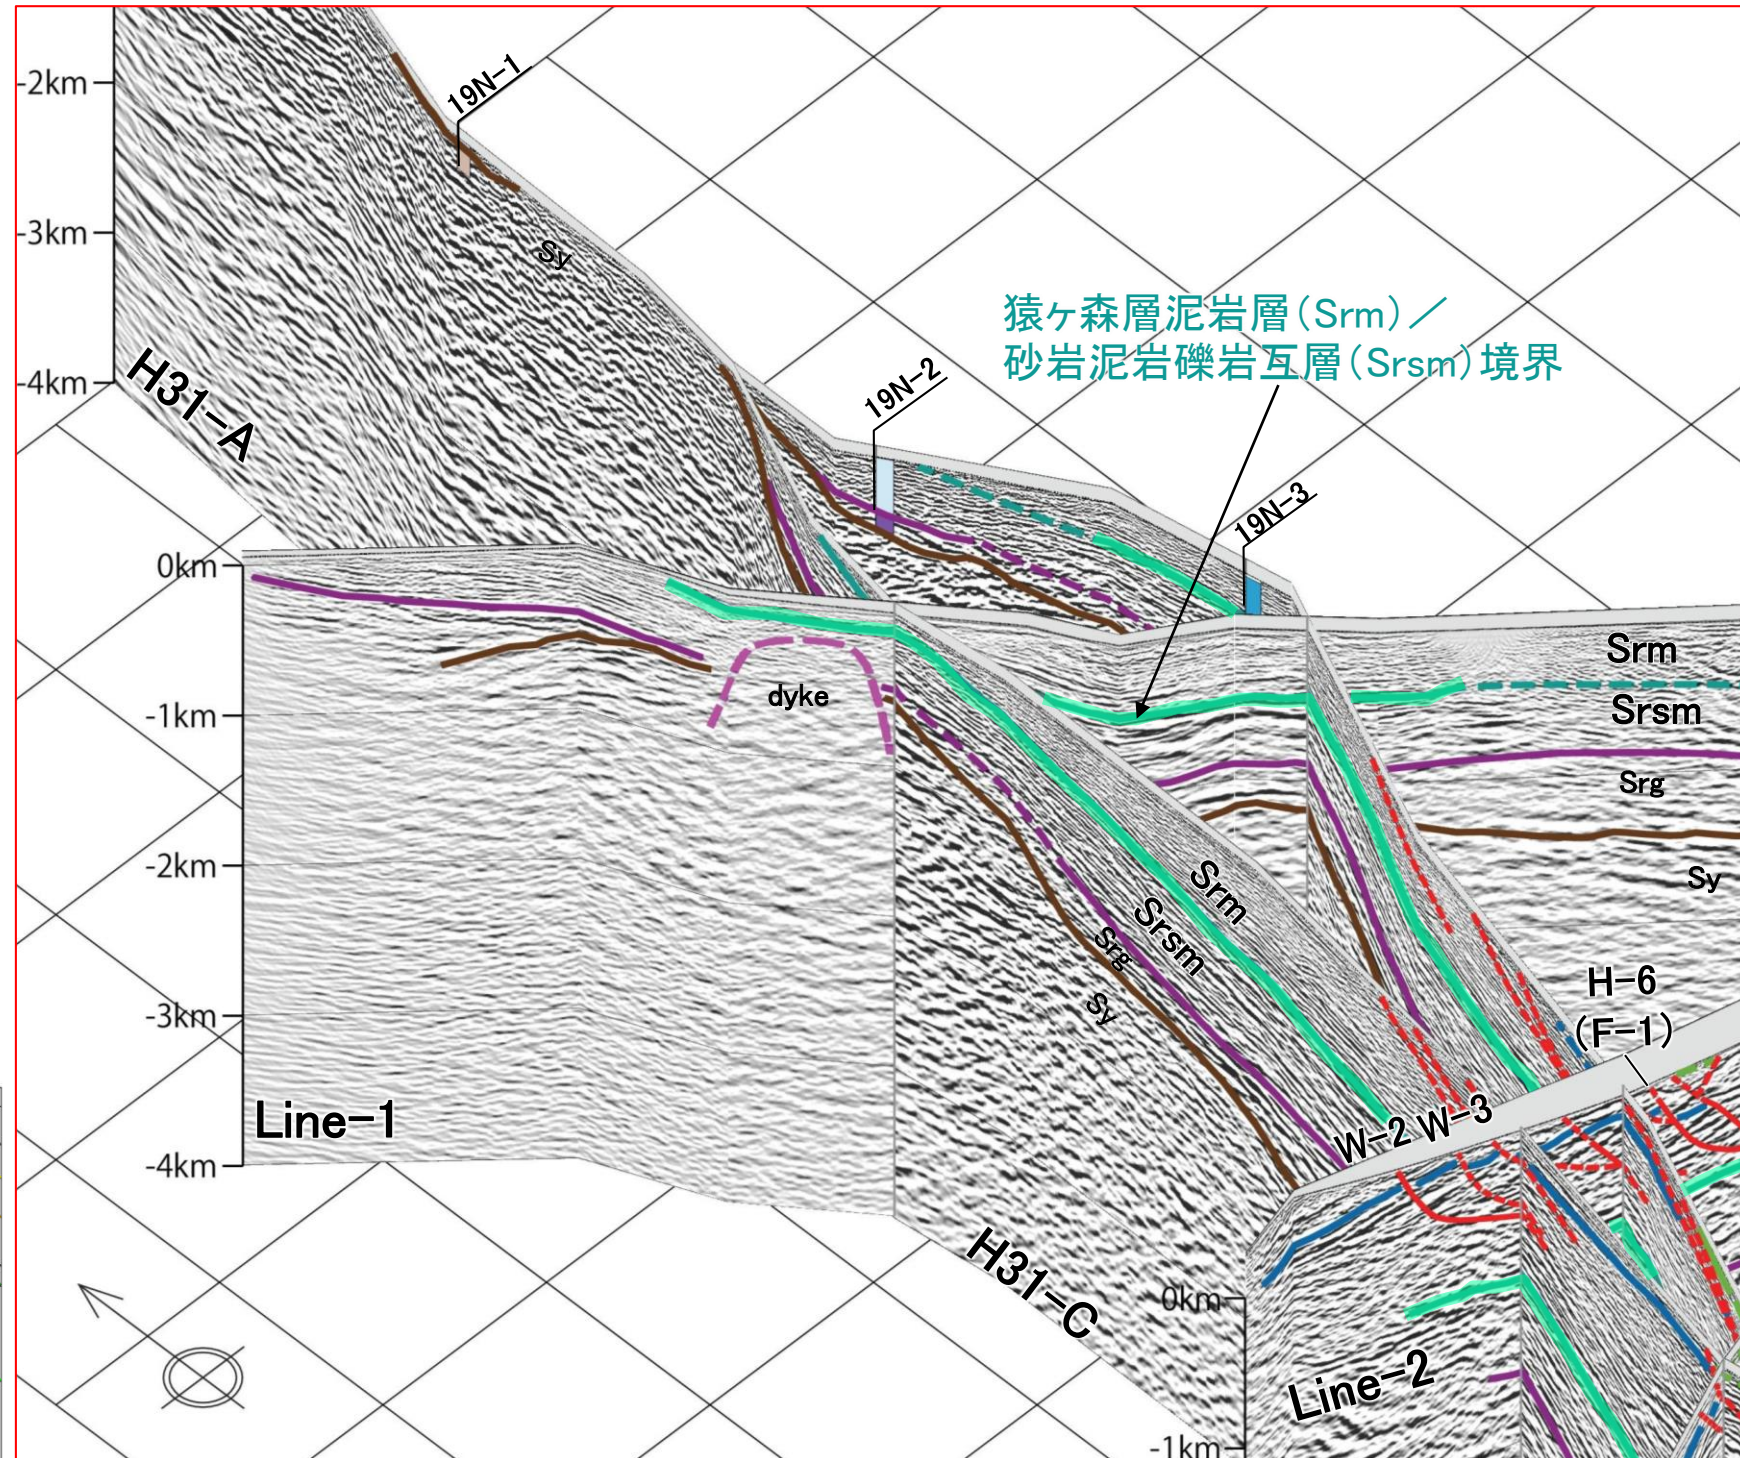 -2km
19N-1
-3km
Sy
猿ヶ森層泥岩層(Srm)/
砂岩泥岩礫岩互層(Srsm)境界
-4km
H31-A
19N-2
19N-3
0km
Srm
dyke
Srsm
-1km
Srg
-2km
Srm
Sy
Srsm
Srg
H-6
(F-1)
-3km
Sy
Line-1
W-2 W-3
-4km
H31-C
0km
Line-2
-1km